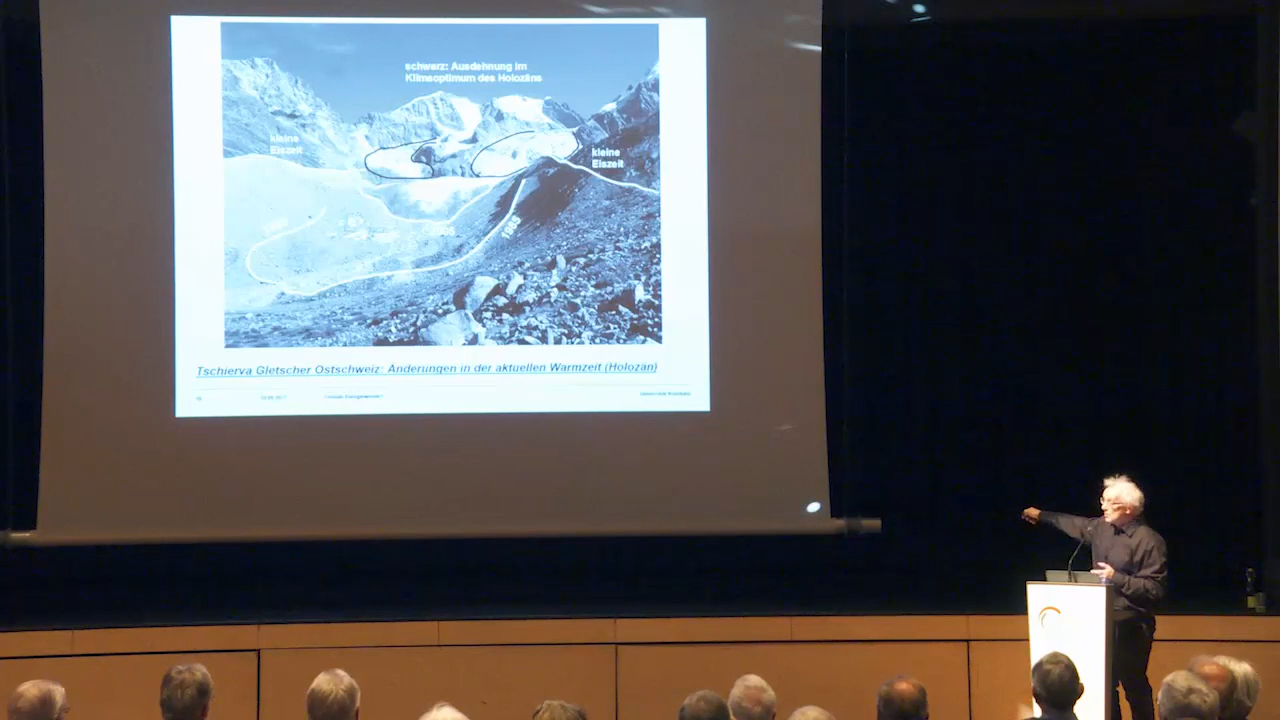 schwarz: Ausdehnung im
Klimaoptimum des Holozäns
kleine
Eiszeit
kleine
Eiszeit
1985
Tschierva Gletscher Ostschweiz: Änderungen in der aktuellen Warmzeit (Holozän)